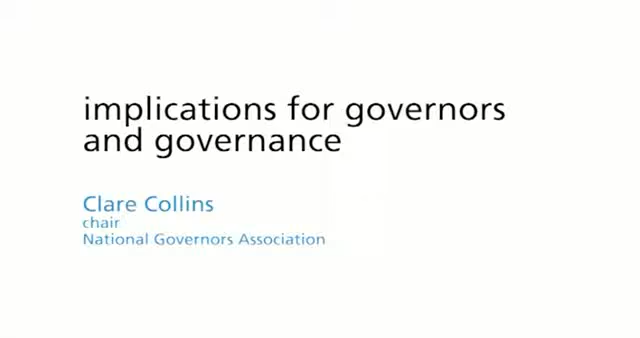 implications for governors
and governance
Clare Collins
chair
National Governors Association